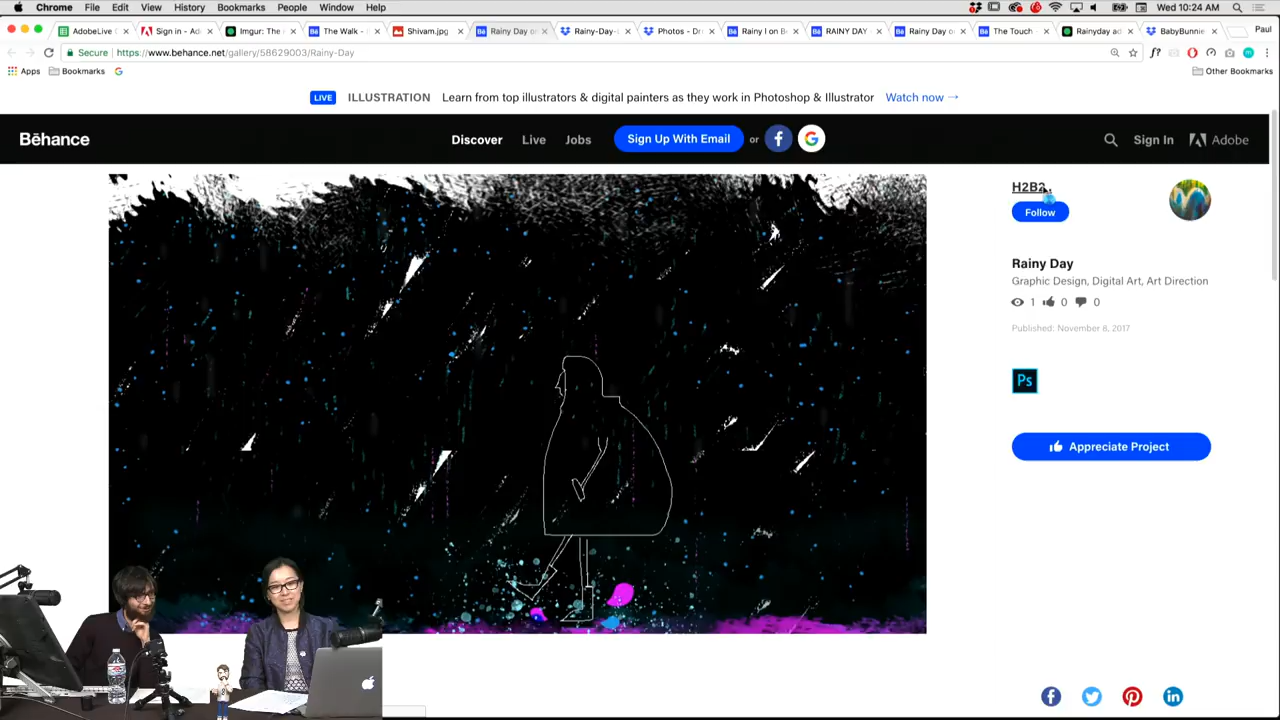 Chrome File Edit View History Bookmarks People Window Help Wed 10:24 AM
AdobeLive Sign in - Ad Imgur: The The Walk - Shivam.jpg Rainy Day on Rainy-Day- Photos - Dr Rainy I on B RAINY DAY Rainy Day o The Touch Rainyday ad BabyBunnie Paul
Secure https://www.behance.net/gallery/58629003/Rainy-Day
Apps Bookmarks Other Bookmarks
LIVE ILLUSTRATION Learn from top illustrators & digital painters as they work in Photoshop & Illustrator Watch now →
Bēhance Discover Live Jobs Sign Up With Email or Sign In Adobe
Follow
Rainy Day
Graphic Design, Digital Art, Art Direction
1 0 0
Published: November 8, 2017
Ps
Appreciate Project